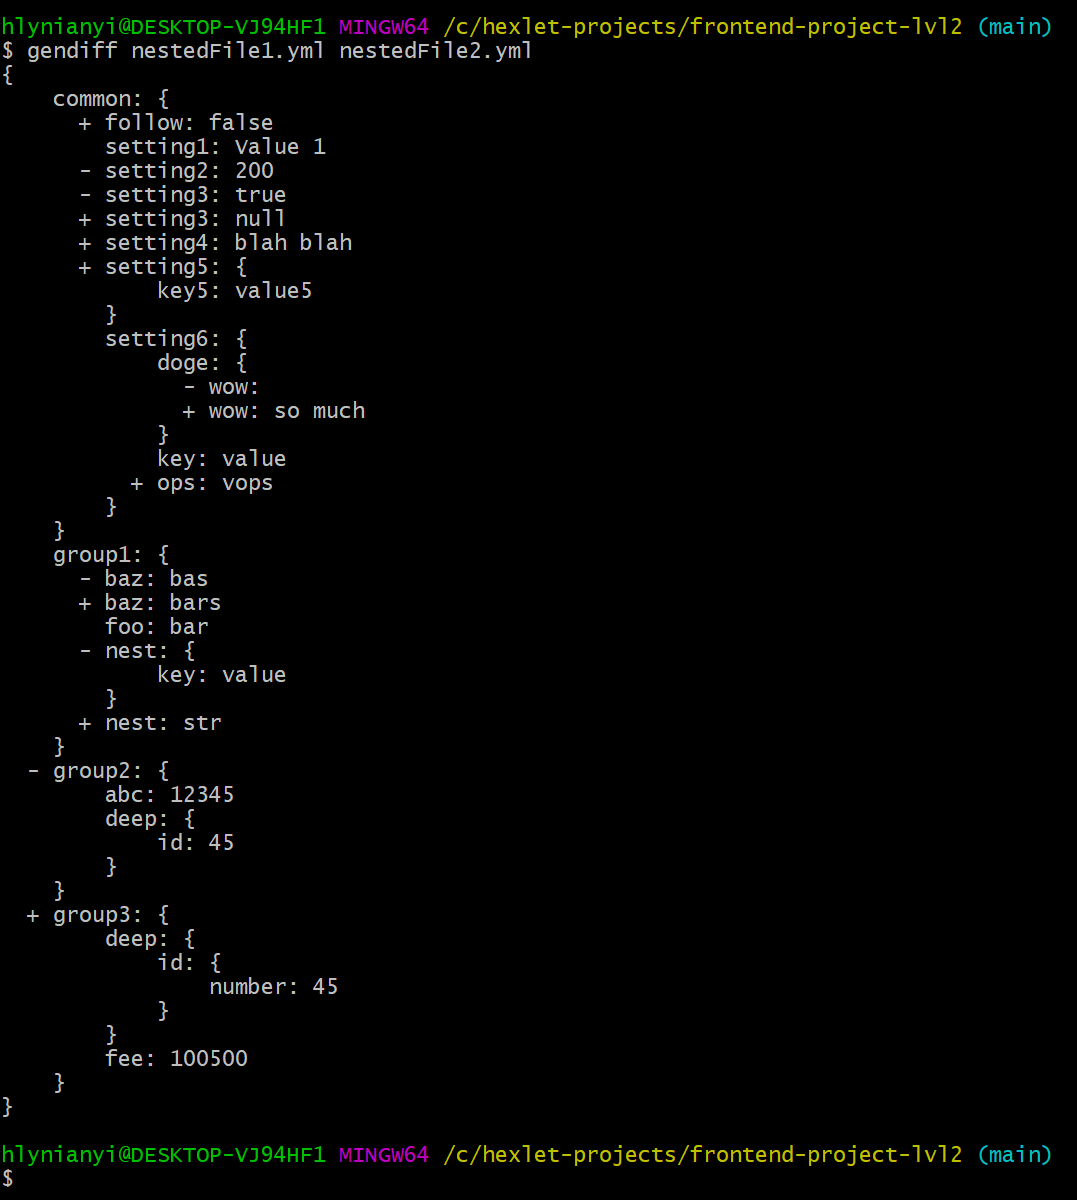 hlynianyi@DESKTOP-VJ94HF1 MINGW64 /c/hexlet-projects/frontend-project-lvl2 (main)
$ gendiff nestedFile1.yml nestedFile2.yml
{
    common: {
      + follow: false
        setting1: Value 1
      - setting2: 200
      - setting3: true
      + setting3: null
      + setting4: blah blah
      + setting5: {
            key5: value5
        }
        setting6: {
            doge: {
              - wow:
              + wow: so much
            }
            key: value
          + ops: vops
        }
    }
    group1: {
      - baz: bas
      + baz: bars
        foo: bar
      - nest: {
            key: value
        }
      + nest: str
    }
  - group2: {
        abc: 12345
        deep: {
            id: 45
        }
    }
  + group3: {
        deep: {
            id: {
                number: 45
            }
        }
        fee: 100500
    }
}
hlynianyi@DESKTOP-VJ94HF1 MINGW64 /c/hexlet-projects/frontend-project-lvl2 (main)
$